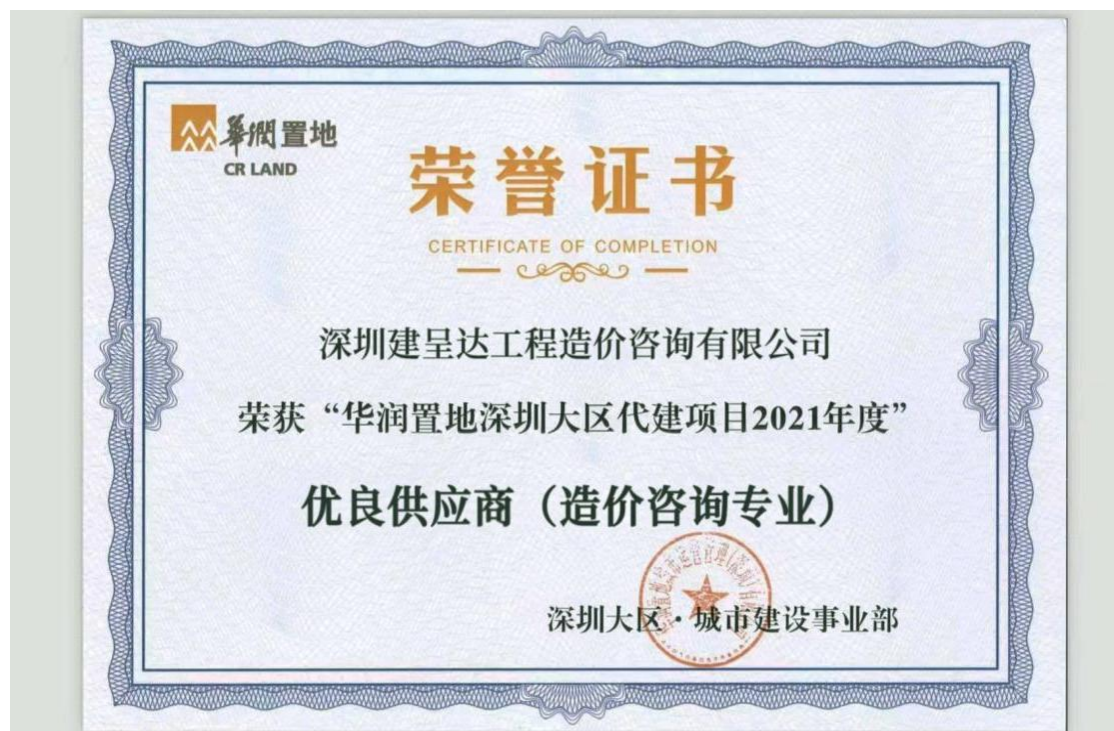 華潤置地
CR LAND
荣誉证书
CERTIFICATE OF COMPLETION
深圳建呈达工程造价咨询有限公司
荣获“华润置地深圳大区代建项目2021年度”
优良供应商（造价咨询专业）
深圳大区·城市建设事业部